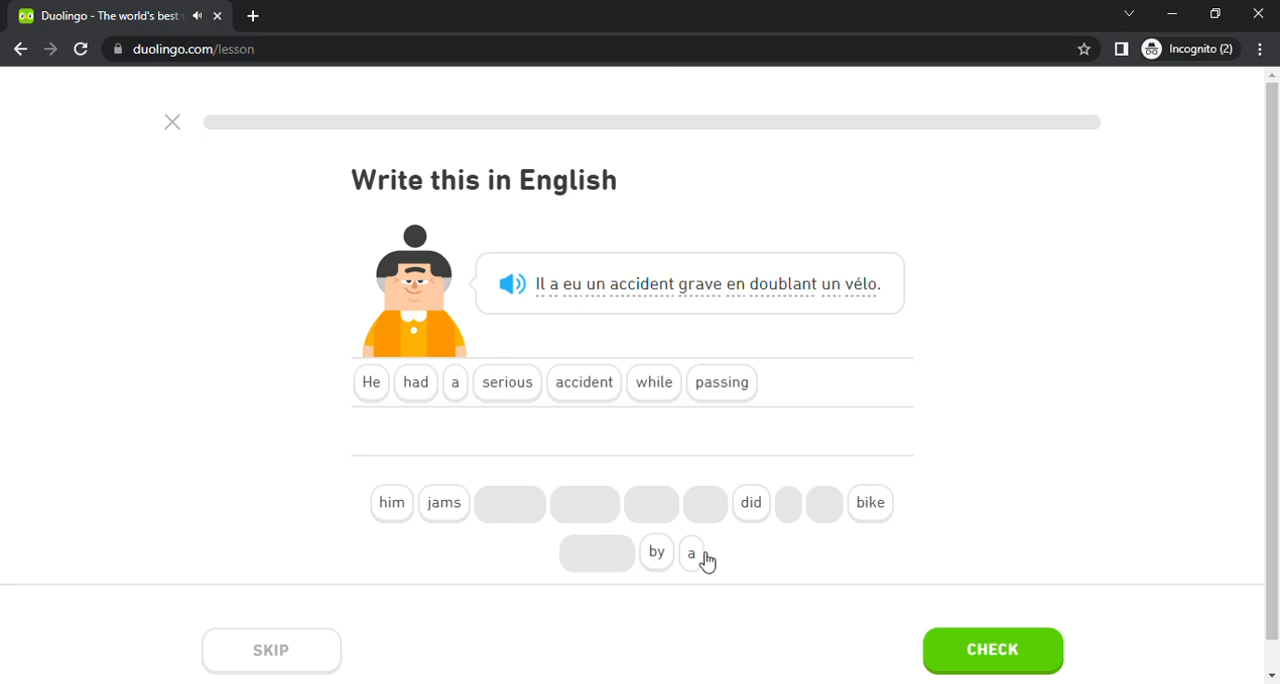 Duolingo - The world's best
duolingo.com/lesson
Incognito (2)
Write this in English
Il a eu un accident grave en doublant un vélo.
He had a serious accident while passing
him jams did bike
by a
SKIP CHECK